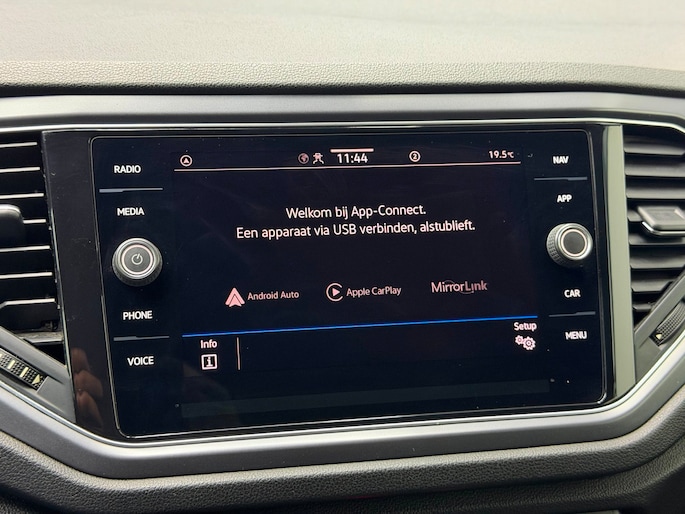 RADIO
MEDIA
PHONE
VOICE
11:44
2
19.5°C
Welkom bij App-Connect.
Een apparaat via USB verbinden, alstublieft.
Android Auto
Apple CarPlay
MirrorLink
Info
Setup
NAV
APP
CAR
MENU